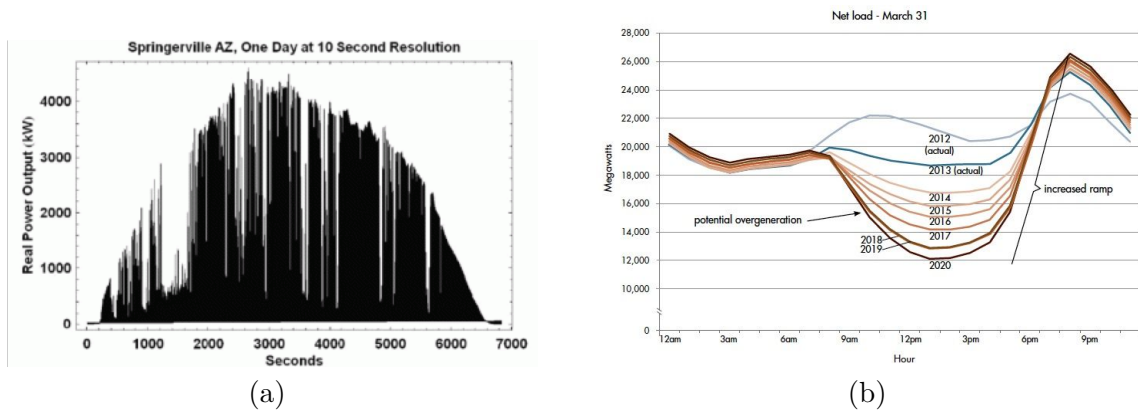 Springerville AZ, One Day at 10 Second Resolution
Real Power Output (kW)
4000
3000
2000
1000
0
0 1000 2000 3000 4000 5000 6000 7000
Seconds
(a)
Net load - March 31
Megawatts
28,000
26,000
24,000
22,000
20,000
18,000
16,000
14,000
12,000
10,000
0
2012
(actual)
2013 (actual)
2014
2015
2016
2017
2018
2019
2020
potential overgeneration
increased ramp
12am 3am 6am 9am 12pm 3pm 6pm 9pm
Hour
(b)